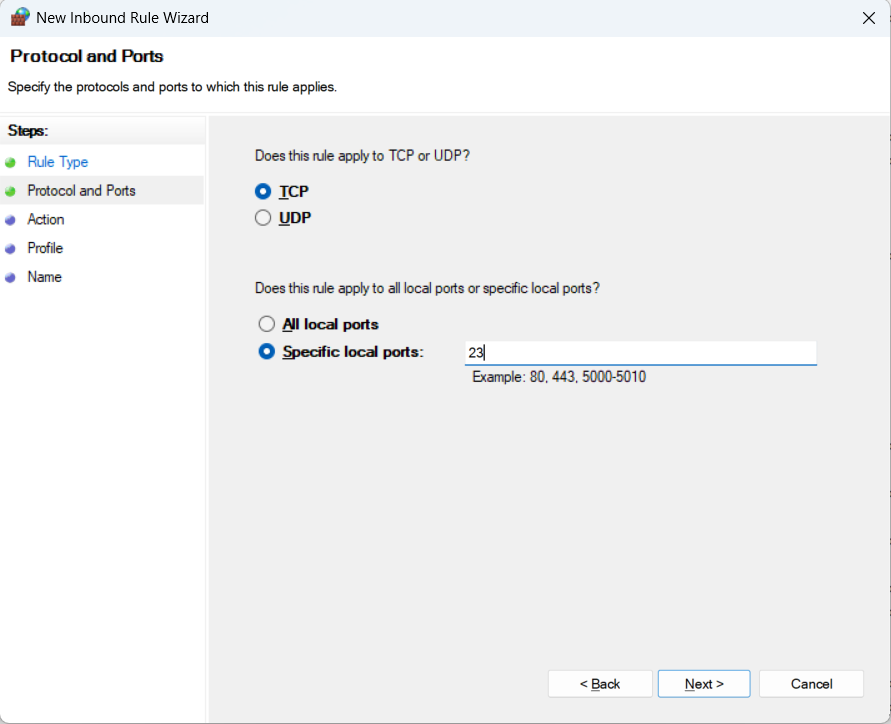 New Inbound Rule Wizard
Protocol and Ports
Specify the protocols and ports to which this rule applies.
Steps:
Rule Type
Protocol and Ports
Action
Profile
Name
Does this rule apply to TCP or UDP?
TCP
UDP
Does this rule apply to all local ports or specific local ports?
All local ports
Specific local ports: 23
Example: 80, 443, 5000-5010
< Back Next > Cancel